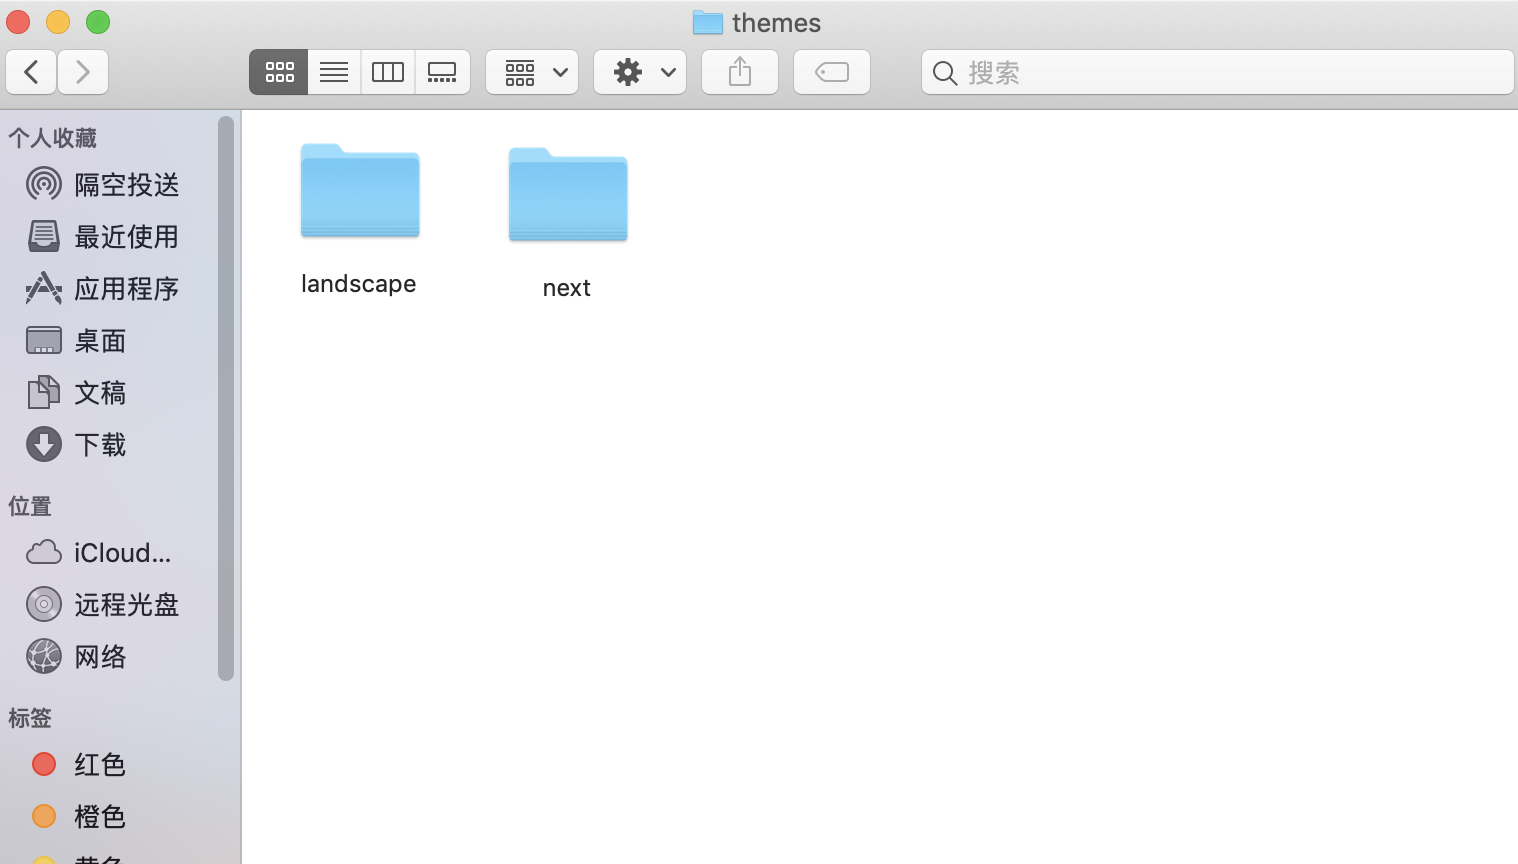 themes
搜索
个人收藏
隔空投送
最近使用
应用程序
桌面
文稿
下载
位置
iCloud...
远程光盘
网络
标签
红色
橙色
landscape
next